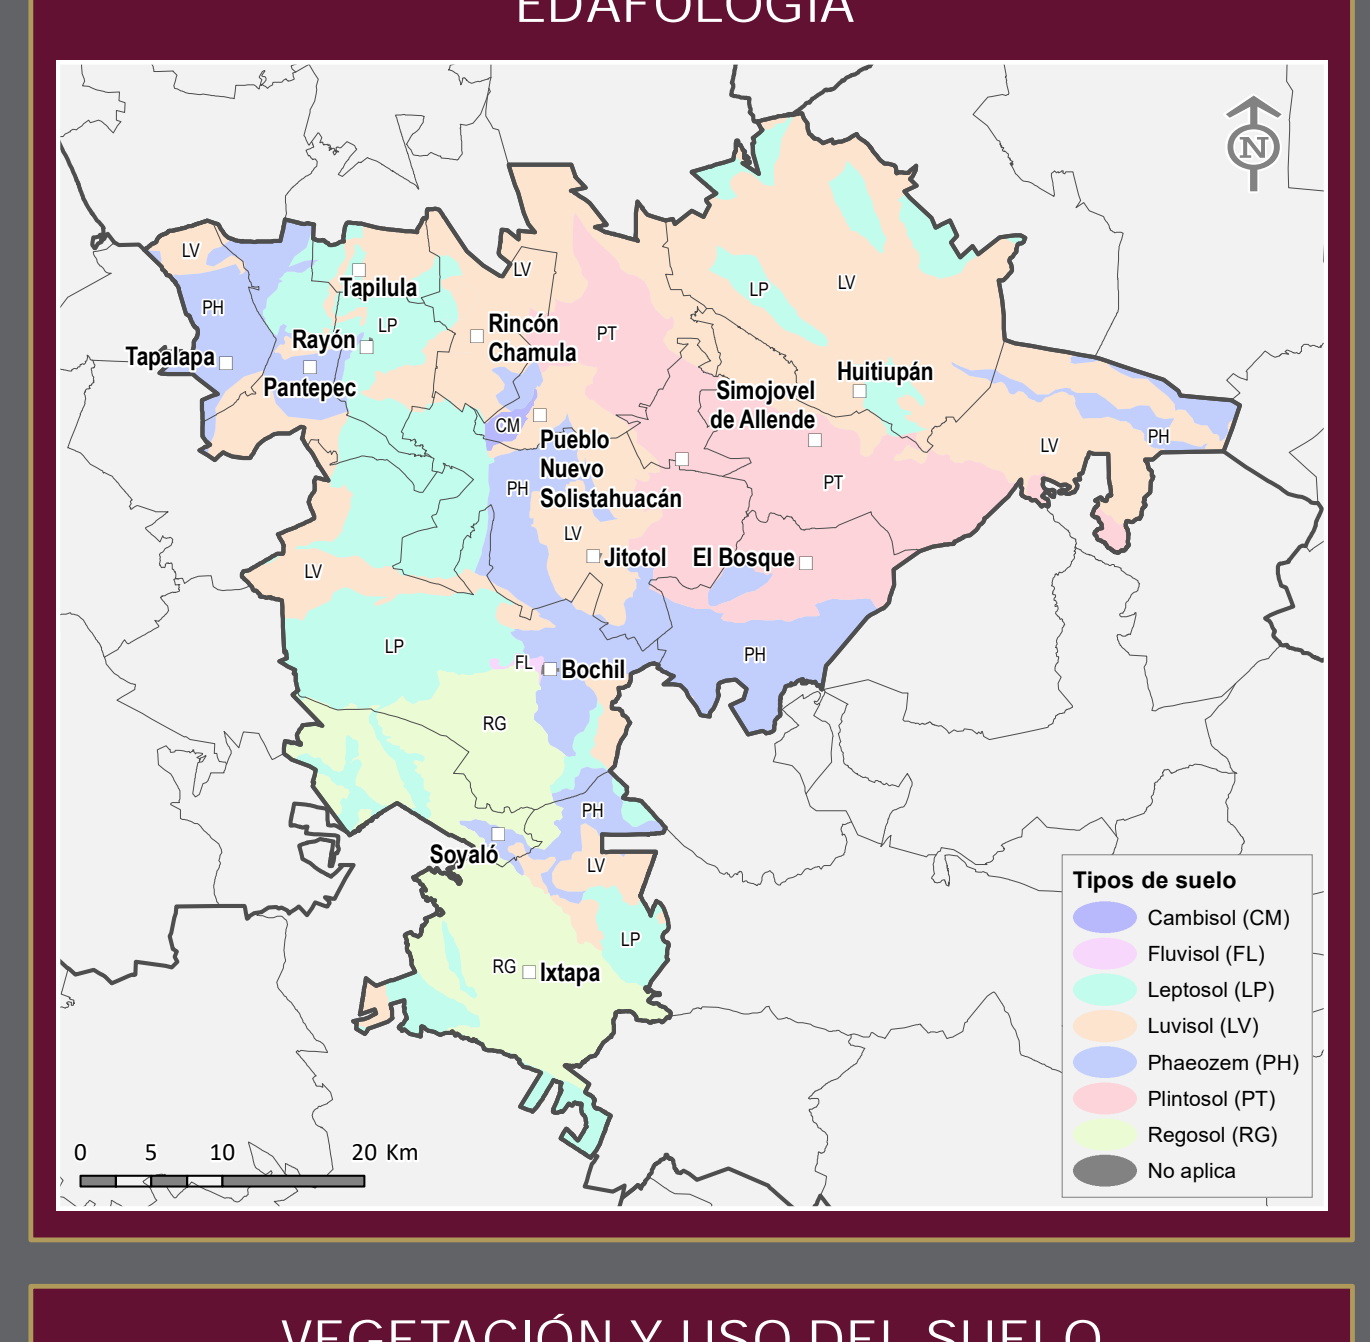 EDAFOLOGÍA
N
LV
PH
Tapilula
LV
LP
LV
LP
Rincón
Chamula
PT
Rayón
Tapalapa
Pantepec
Huitiupán
Simojovel
de Allende
CM
Pueblo
Nuevo
Solistahuacán
LV
PH
PH
PT
LV
Jitotol
El Bosque
LV
LP
FL
Bochil
PH
RG
PH
Soyaló
LV
LP
RG
Ixtapa
Tipos de suelo
Cambisol (CM)
Fluvisol (FL)
Leptosol (LP)
Luvisol (LV)
Phaeozem (PH)
Plintosol (PT)
Regosol (RG)
No aplica
0 5 10 20 Km
VEGETACIÓN Y USO DEL SUELO